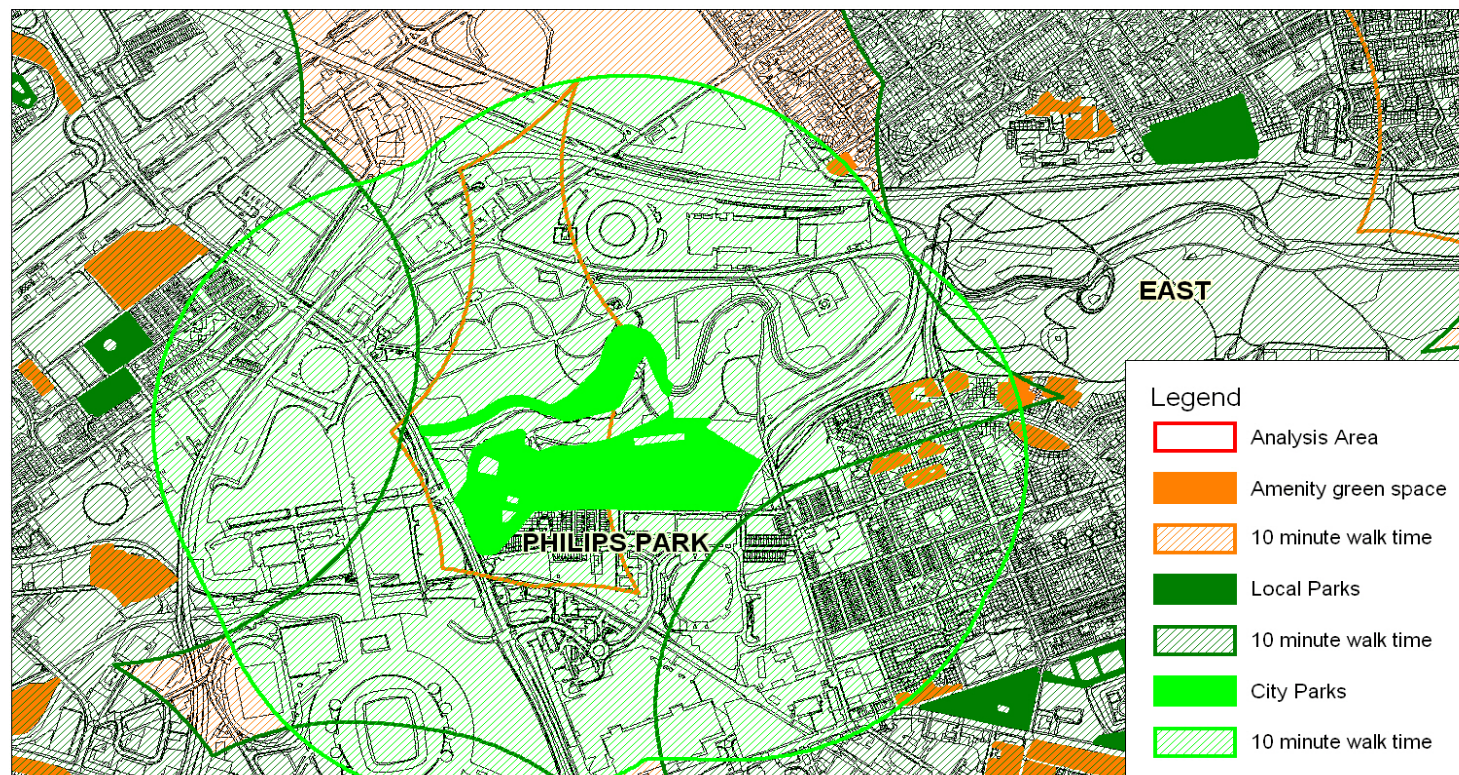 EAST
PHILIPS PARK
Legend
Analysis Area
Amenity green space
10 minute walk time
Local Parks
10 minute walk time
City Parks
10 minute walk time